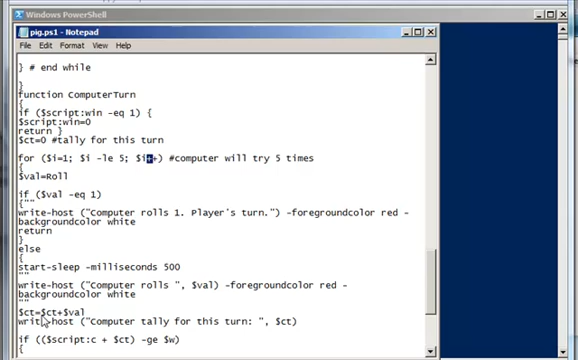 Windows PowerShell
pig.ps1 - Notepad
File Edit Format View Help
} # end while
}
function ComputerTurn
{
if ($script:win -eq 1) {
$script:win=0
return }
$ct=0 #tally for this turn
for ($i=1; $i -le 5; $i++) #computer will try 5 times
{
$val=Roll
if ($val -eq 1)
{""
write-host ("Computer rolls 1. Player's turn.") -foregroundcolor red -
backgroundcolor white
return
}
else
{
start-sleep -milliseconds 500
""
write-host ("Computer rolls ", $val) -foregroundcolor red -
backgroundcolor white
""
$ct=$ct+$val
write-host ("Computer tally for this turn: ", $ct)
if (($script:c + $ct) -ge $w)
{